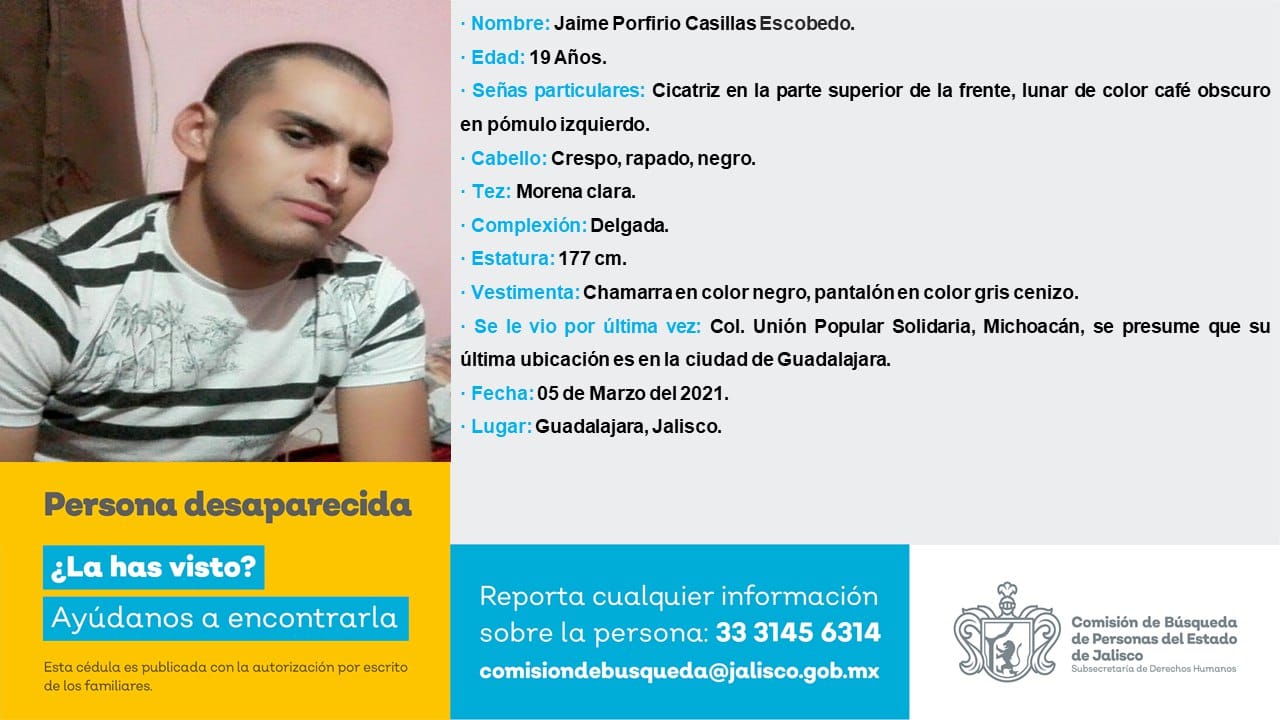 · Nombre: Jaime Porfirio Casillas Escobedo.
· Edad: 19 Años.
· Señas particulares: Cicatriz en la parte superior de la frente, lunar de color café obscuro
en pómulo izquierdo.
· Cabello: Crespo, rapado, negro.
· Tez: Morena clara.
· Complexión: Delgada.
· Estatura: 177 cm.
· Vestimenta: Chamarra en color negro, pantalón en color gris cenizo.
· Se le vio por última vez: Col. Unión Popular Solidaria, Michoacán, se presume que su
última ubicación es en la ciudad de Guadalajara.
· Fecha: 05 de Marzo del 2021.
· Lugar: Guadalajara, Jalisco.
Persona desaparecida
¿La has visto?
Ayúdanos a encontrarla
Esta cédula es publicada con la autorización por escrito
de los familiares.
Reporta cualquier información
sobre la persona: 33 3145 6314
comisiondebusqueda@jalisco.gob.mx
Comisión de Búsqueda
de Personas del Estado
de Jalisco
Subsecretaría de Derechos Humanos